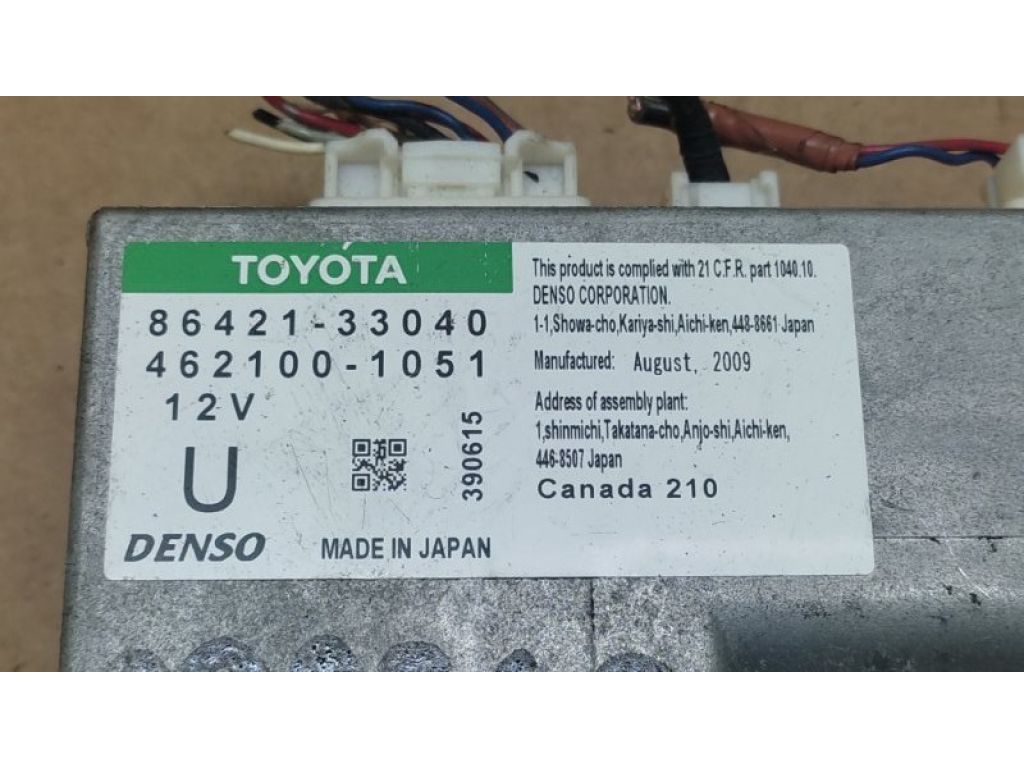 TOYOTA
86421-33040
462100-1051
12V
U
390615
DENSO
MADE IN JAPAN
This product is complied with 21 C.F.R. part 1040.10.
DENSO CORPORATION.
1-1,Showa-cho,Kariya-shi,Aichi-ken,448-8661 Japan
Manufactured: August, 2009
Address of assembly plant:
1,shinmichi,Takatana-cho,Anjo-shi,Aichi-ken,
446-8507 Japan
Canada 210